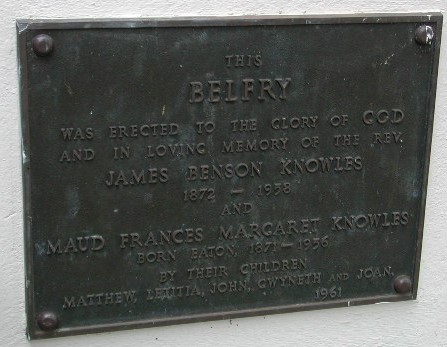 THIS
BELFRY
WAS ERECTED TO THE GLORY OF GOD
AND IN LOVING MEMORY OF THE REV.
JAMES BENSON KNOWLES
1872 — 1958
AND
MAUD FRANCES MARGARET KNOWLES
BORN EATON, 1871 — 1956
BY THEIR CHILDREN
MATTHEW, LETITIA, JOHN, GWYNETH AND JOAN.
1961